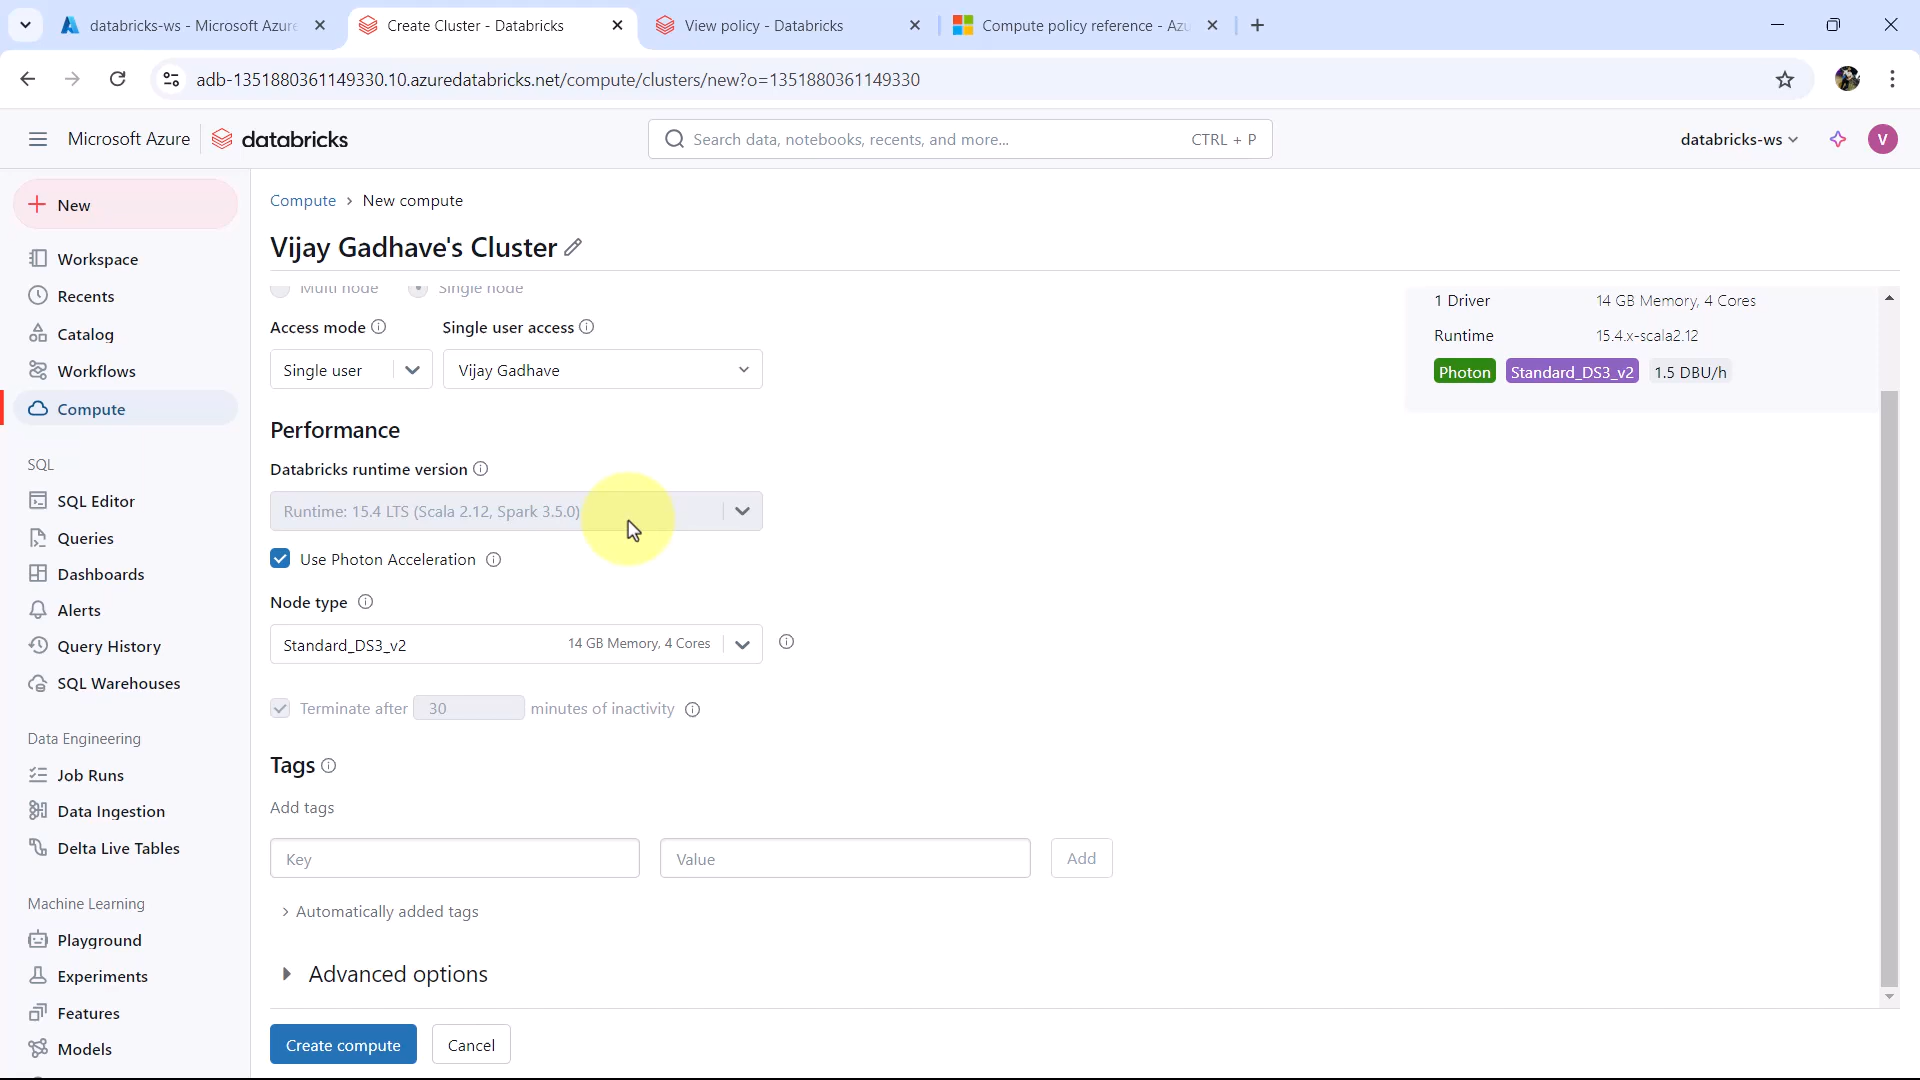 databricks-ws - Microsoft Azure
Create Cluster - Databricks
View policy - Databricks
Compute policy reference - Azu
adb-1351880361149330.10.azuredatabricks.net/compute/clusters/new?o=1351880361149330
Microsoft Azure
databricks
Search data, notebooks, recents, and more...
CTRL + P
databricks-ws
V
New
Workspace
Recents
Catalog
Workflows
Compute
SQL
SQL Editor
Queries
Dashboards
Alerts
Query History
SQL Warehouses
Data Engineering
Job Runs
Data Ingestion
Delta Live Tables
Machine Learning
Playground
Experiments
Features
Models
Compute › New compute
Vijay Gadhave's Cluster
Multi node Single node
Access mode Single user access
Single user Vijay Gadhave
Performance
Databricks runtime version
Runtime: 15.4 LTS (Scala 2.12, Spark 3.5.0)
Use Photon Acceleration
Node type
Standard_DS3_v2 14 GB Memory, 4 Cores
Terminate after 30 minutes of inactivity
Tags
Add tags
Key Value Add
Automatically added tags
Advanced options
Create compute Cancel
1 Driver 14 GB Memory, 4 Cores
Runtime 15.4.x-scala2.12
Photon Standard_DS3_v2 1.5 DBU/h